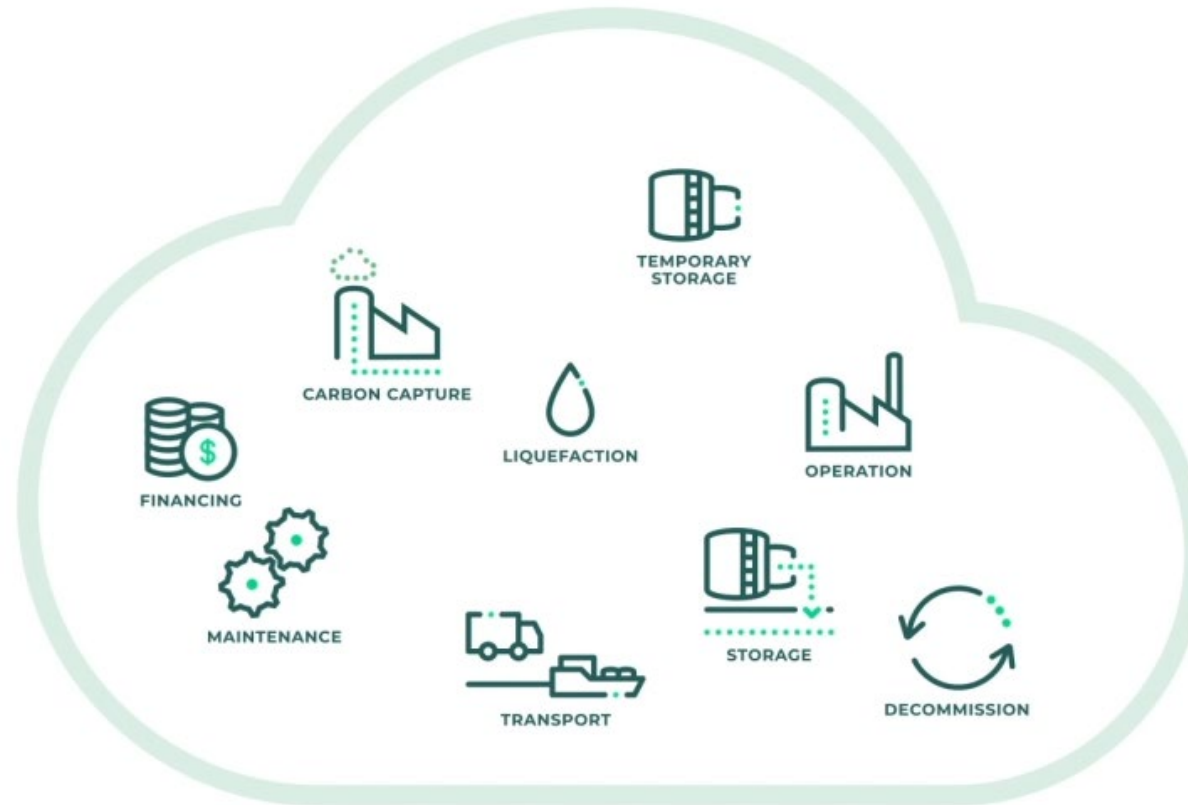 TEMPORARY
STORAGE
CARBON CAPTURE
LIQUEFACTION
OPERATION
$
FINANCING
MAINTENANCE
STORAGE
TRANSPORT
DECOMMISSION